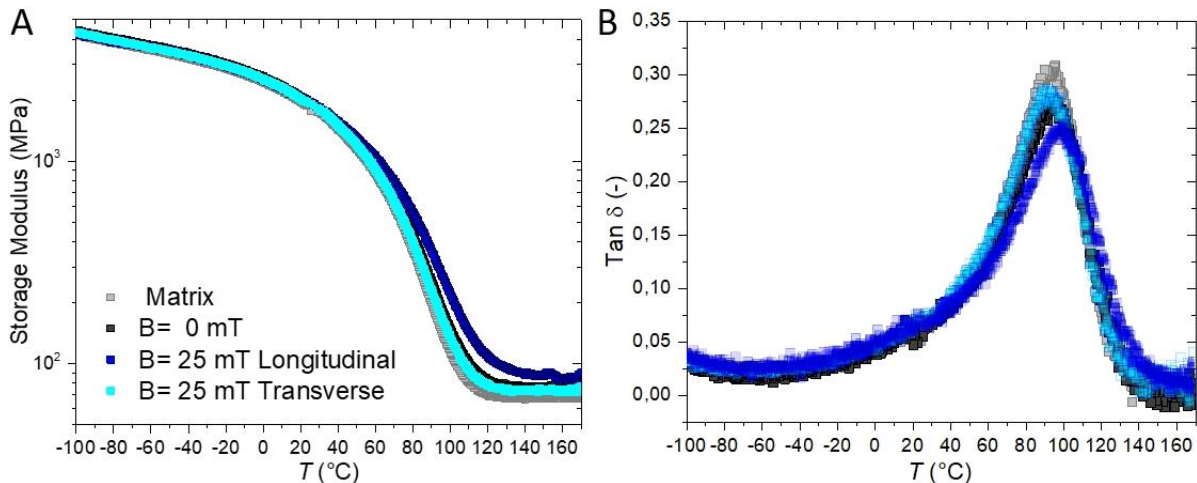 A
Storage Modulus (MPa)
10³
10²
Matrix
B= 0 mT
B= 25 mT Longitudinal
B= 25 mT Transverse
-100 -80 -60 -40 -20 0 20 40 60 80 100 120 140 160
T (°C)
B
Tan δ (-)
0,35
0,30
0,25
0,20
0,15
0,10
0,05
0,00
-100 -80 -60 -40 -20 0 20 40 60 80 100 120 140 160
T (°C)